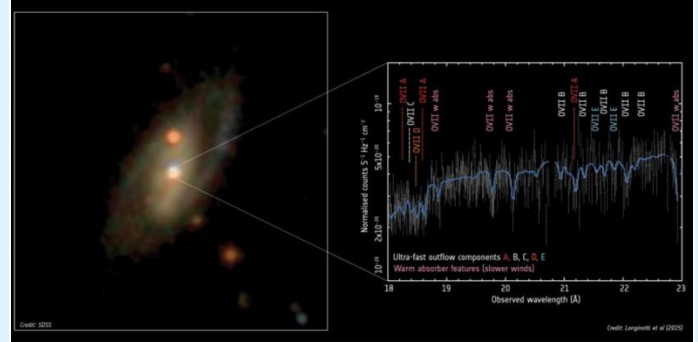 OVII A
OVII C
OVII D
OVII A
OVII w abs
OVII w abs
OVII w abs
OVII B
OVII A
OVII B
OVII E
OVII B
OVII E
OVII B
OVII B
OVII w abs
Normalised counts S⁻¹ Hz⁻¹ cm⁻²
Ultra-fast outflow components A, B, C, D, E
Warm absorber features (slower winds)
18 19 20 21 22 23
Observed wavelength (Å)
Credit: SDSS
Credit: Longinotti et al (2015)